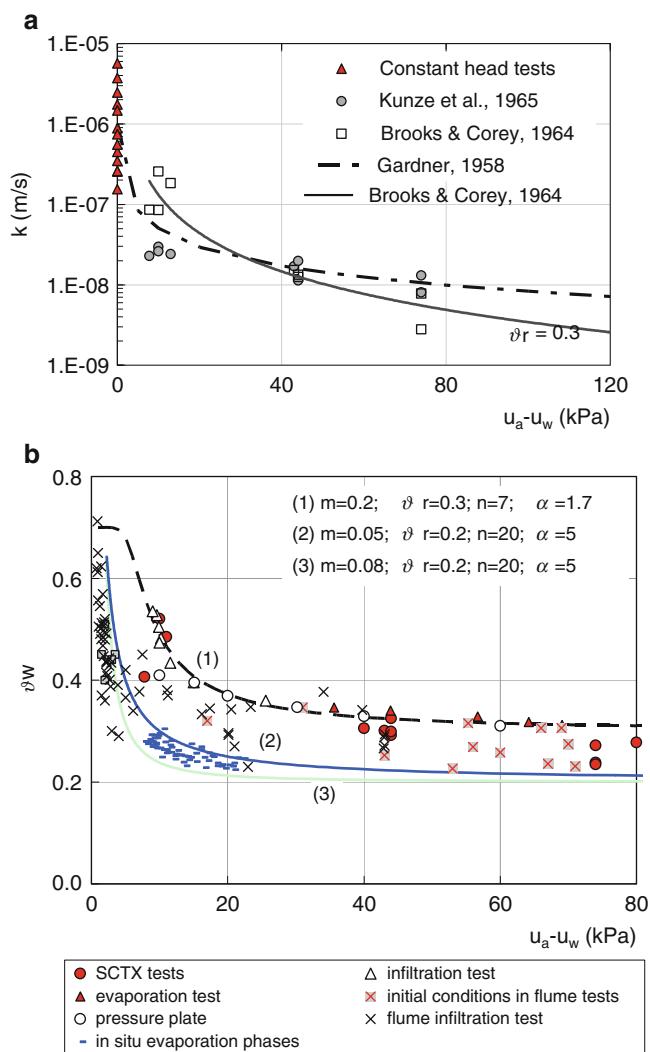 a
1.E-05
1.E-06
1.E-07
1.E-08
1.E-09
k (m/s)
Constant head tests
Kunze et al., 1965
Brooks & Corey, 1964
Gardner, 1958
Brooks & Corey, 1964
ϑr = 0.3
0 40 80 120
uₐ-u_w (kPa)
b
0.8
0.6
0.4
0.2
0.0
ϑw
(1) m=0.2; ϑ r=0.3; n=7; α =1.7
(2) m=0.05; ϑ r=0.2; n=20; α =5
(3) m=0.08; ϑ r=0.2; n=20; α =5
(1)
(2)
(3)
0 20 40 60 80
uₐ-u_w (kPa)
SCTX tests
evaporation test
pressure plate
in situ evaporation phases
infiltration test
initial conditions in flume tests
flume infiltration test